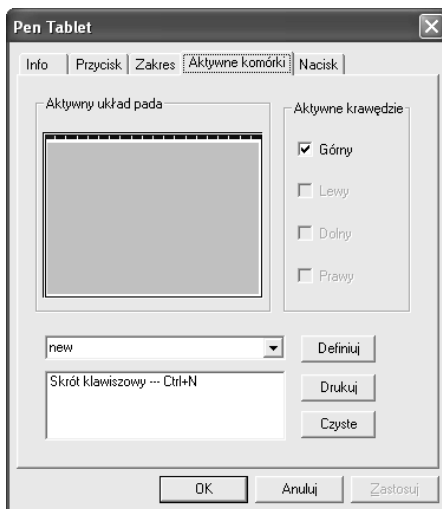 Pen Tablet
Info Przycisk Zakres Aktywne komórki Nacisk
Aktywny układ pada
Aktywne krawędzie
Górny
Lewy
Dolny
Prawy
new
Definiuj
Skrót klawiszowy --- Ctrl+N
Drukuj
Czyste
OK Anuluj Zastosuj